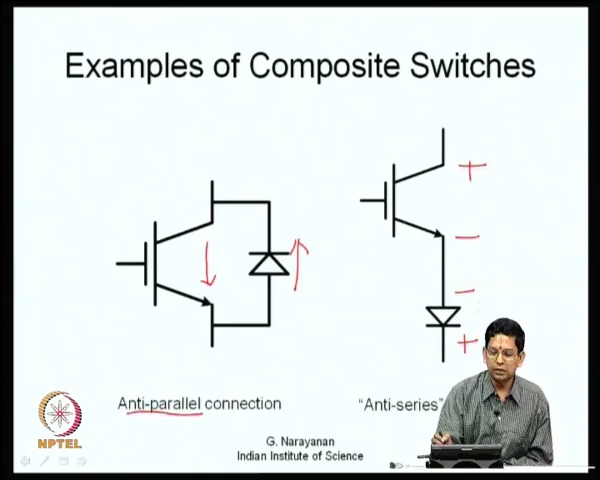 Examples of Composite Switches
+
−
−
+
Anti-parallel connection
"Anti-series"
NPTEL
G. Narayanan
Indian Institute of Science